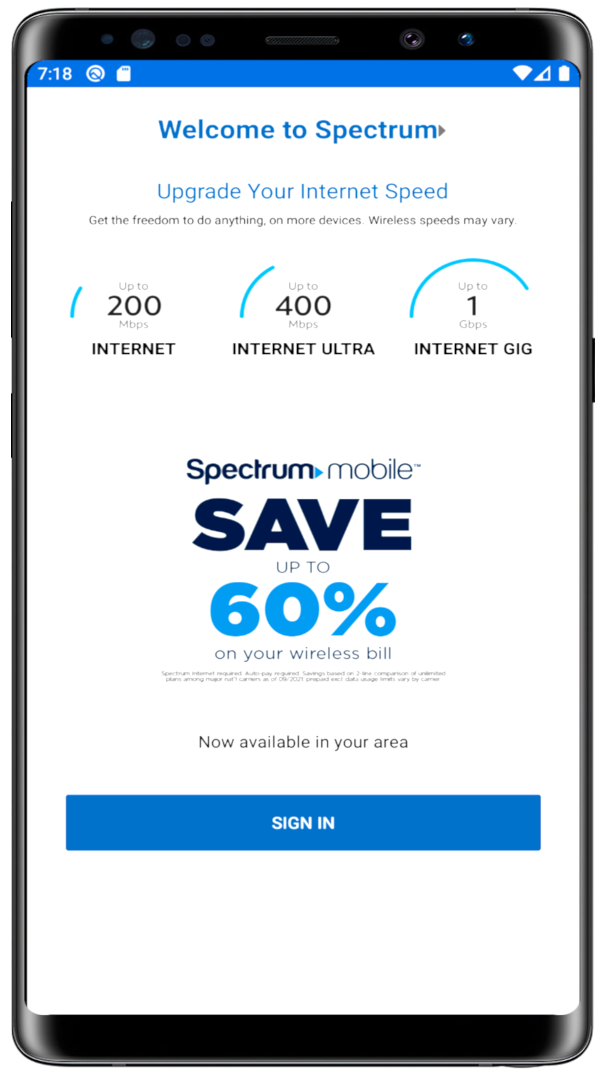 7:18
Welcome to Spectrum
Upgrade Your Internet Speed
Get the freedom to do anything, on more devices. Wireless speeds may vary.
Up to
200
Mbps
INTERNET
Up to
400
Mbps
INTERNET ULTRA
Up to
1
Gbps
INTERNET GIG
Spectrum mobile™
SAVE
UP TO
60%
on your wireless bill
Spectrum Internet required. Auto-pay required. Savings based on 2-line comparison of unlimited
plans among major nat'l carriers as of 09/2021: prepaid excl: data usage limits vary by carrier
Now available in your area
SIGN IN